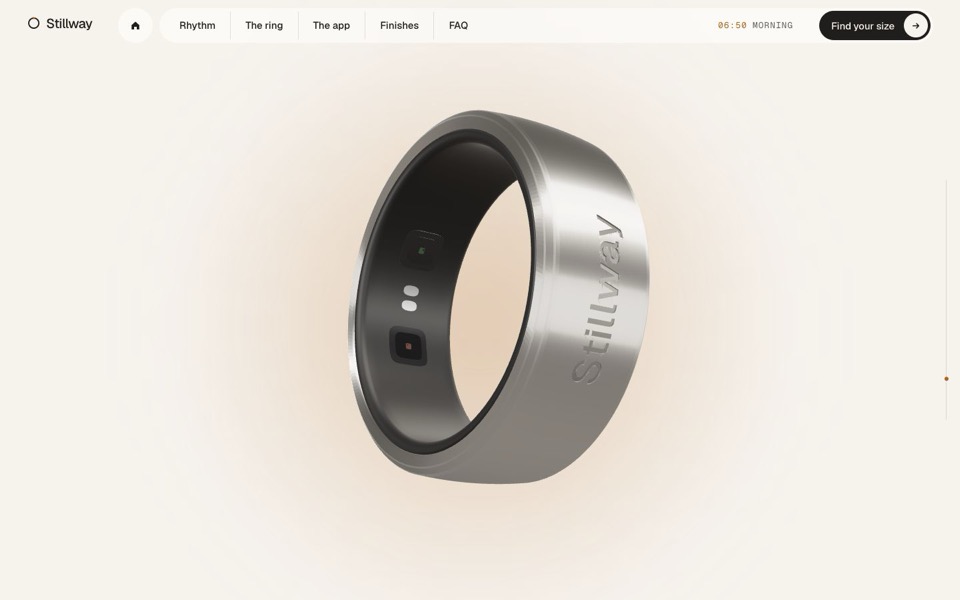 Stillway
Rhythm
The ring
The app
Finishes
FAQ
06:50 MORNING
Find your size
Stillway